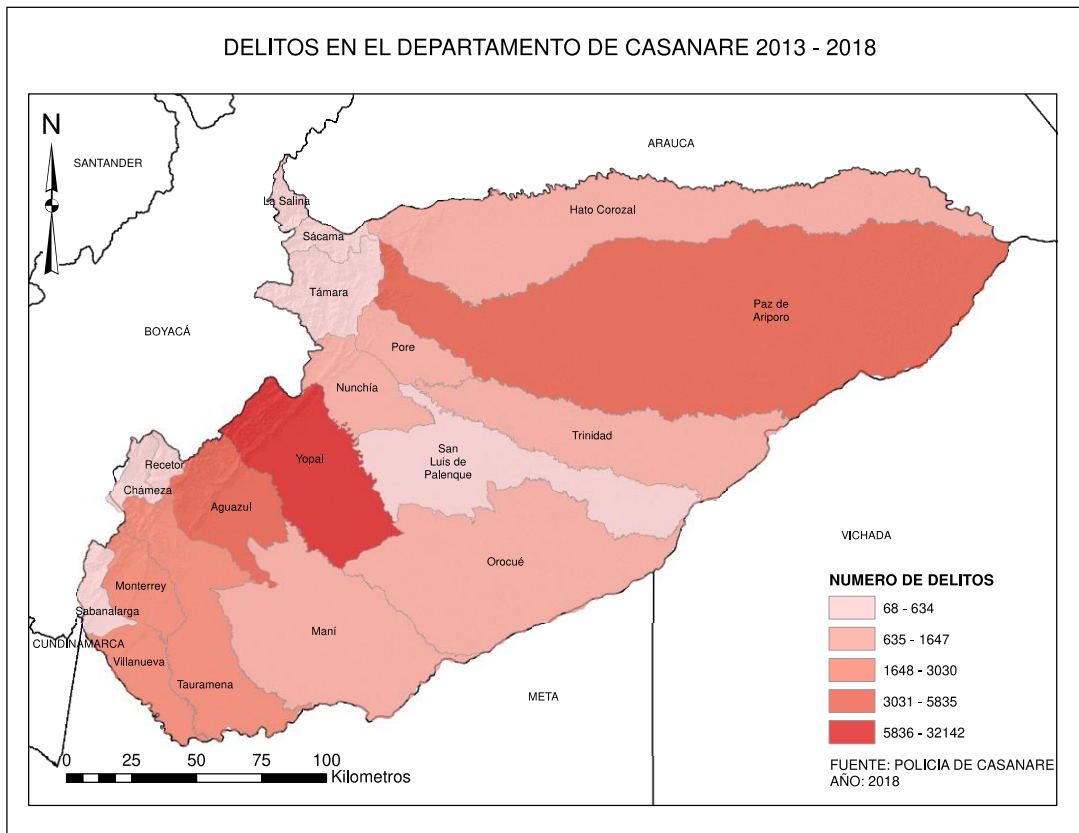 DELITOS EN EL DEPARTAMENTO DE CASANARE 2013 - 2018
N
SANTANDER
ARAUCA
La Salina
Hato Corozal
Sácama
Támara
Paz de
Ariporo
BOYACÁ
Pore
Nunchía
Trinidad
San
Luis de
Palenque
Yopal
Recetor
Chámeza
Aguazul
VICHADA
Orocué
Monterrey
Sabanalarga
Maní
CUNDINAMARCA
Villanueva
Tauramena
META
NUMERO DE DELITOS
68 - 634
635 - 1647
1648 - 3030
3031 - 5835
5836 - 32142
FUENTE: POLICIA DE CASANARE
AÑO: 2018
0 25 50 75 100
Kilometros